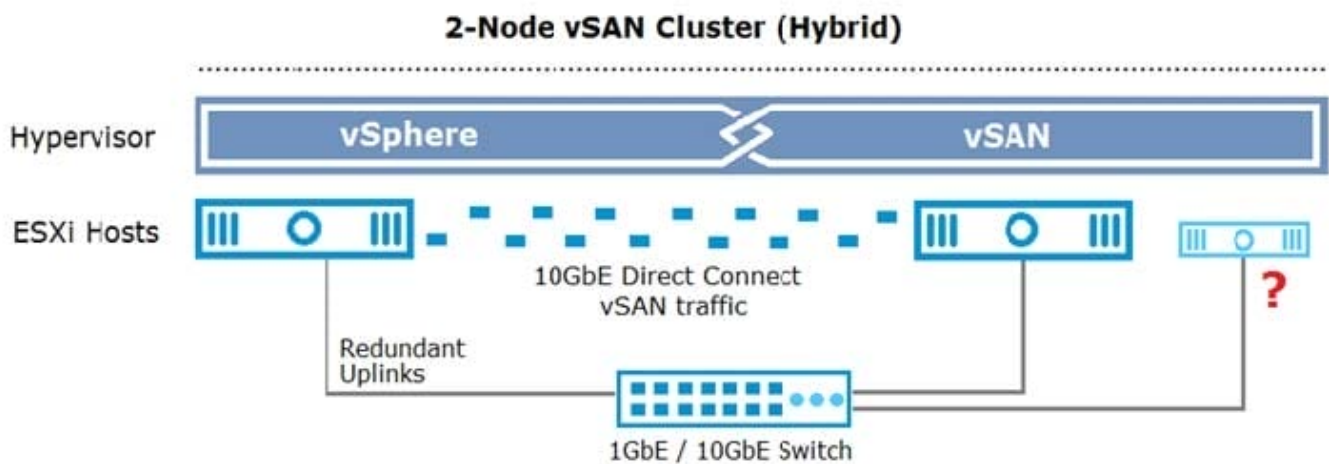 2-Node vSAN Cluster (Hybrid)
Hypervisor
vSphere
vSAN
ESXi Hosts
10GbE Direct Connect
vSAN traffic
?
Redundant
Uplinks
1GbE / 10GbE Switch